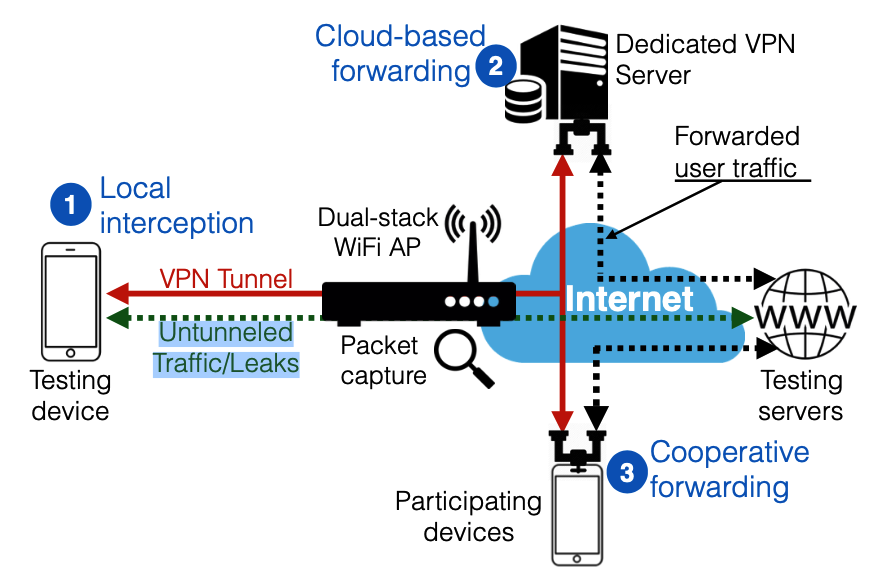 Cloud-based
forwarding
2
Dedicated VPN
Server
Forwarded
user traffic
1
Local
interception
Dual-stack
WiFi AP
VPN Tunnel
Internet
WWW
Untunneled
Traffic/Leaks
Packet
capture
Testing
device
Testing
servers
3
Cooperative
forwarding
Participating
devices